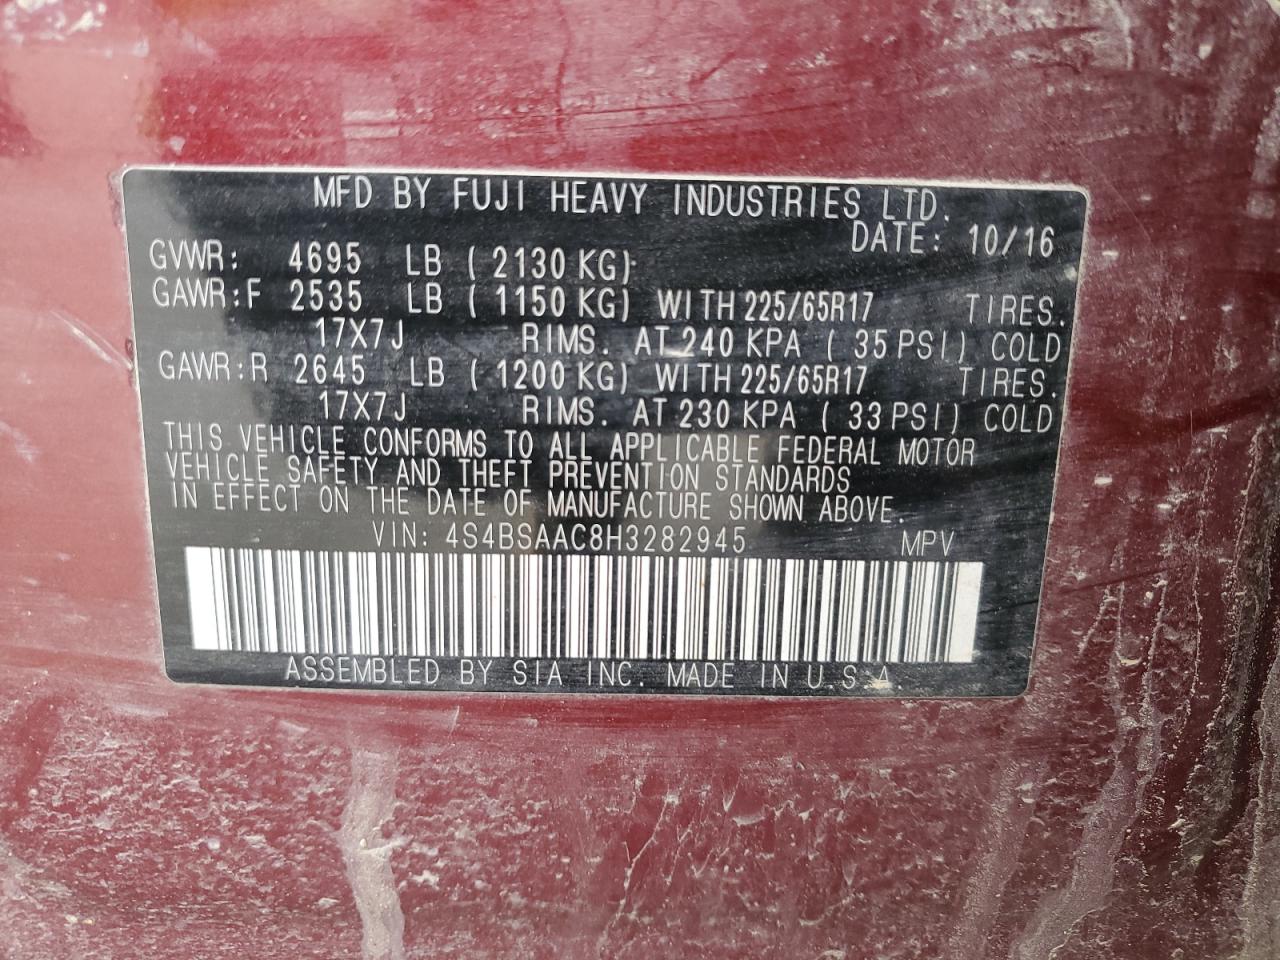 MFD BY FUJI HEAVY INDUSTRIES LTD.
DATE: 10/16
GVWR: 4695 LB ( 2130 KG)
GAWR:F 2535 LB ( 1150 KG) WITH 225/65R17 TIRES.
17X7J RIMS. AT 240 KPA ( 35 PSI) COLD
GAWR:R 2645 LB ( 1200 KG) WITH 225/65R17 TIRES.
17X7J RIMS. AT 230 KPA ( 33 PSI) COLD
THIS VEHICLE CONFORMS TO ALL APPLICABLE FEDERAL MOTOR
VEHICLE SAFETY AND THEFT PREVENTION STANDARDS
IN EFFECT ON THE DATE OF MANUFACTURE SHOWN ABOVE.
VIN: 4S4BSAAC8H3282945 MPV
ASSEMBLED BY SIA INC. MADE IN U.S.A.